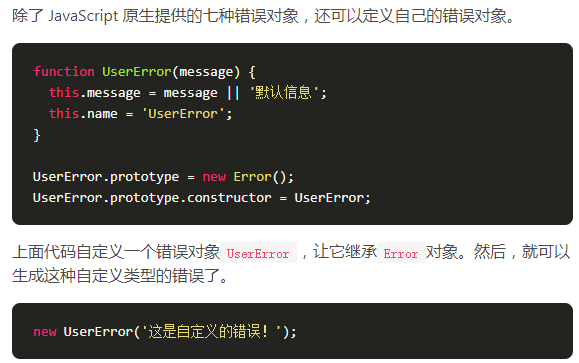 除了 JavaScript 原生提供的七种错误对象，还可以定义自己的错误对象。
function UserError(message) {
  this.message = message || '默认信息';
  this.name = 'UserError';
}
UserError.prototype = new Error();
UserError.prototype.constructor = UserError;
上面代码自定义一个错误对象 UserError ，让它继承 Error 对象。然后，就可以
生成这种自定义类型的错误了。
new UserError('这是自定义的错误！');